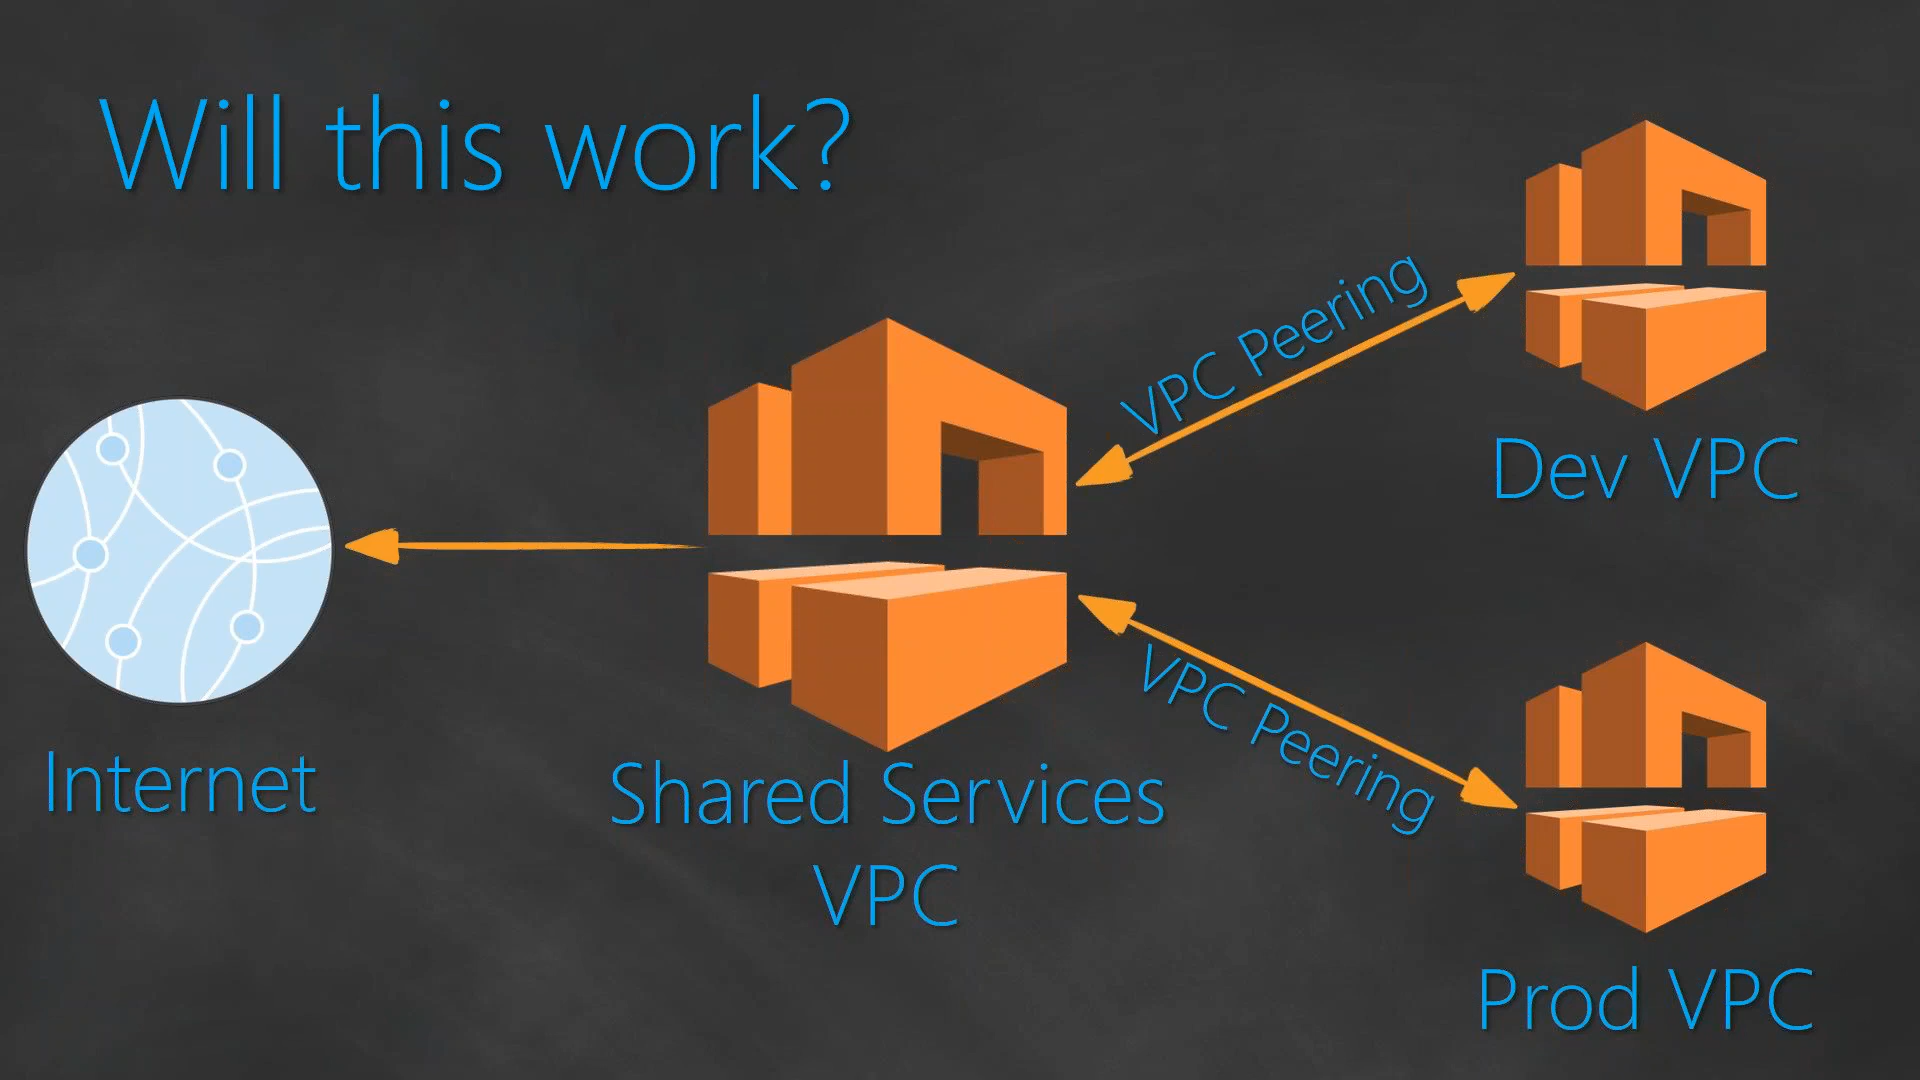 Will this work?
VPC Peering
Dev VPC
VPC Peering
Internet
Shared Services
VPC
Prod VPC